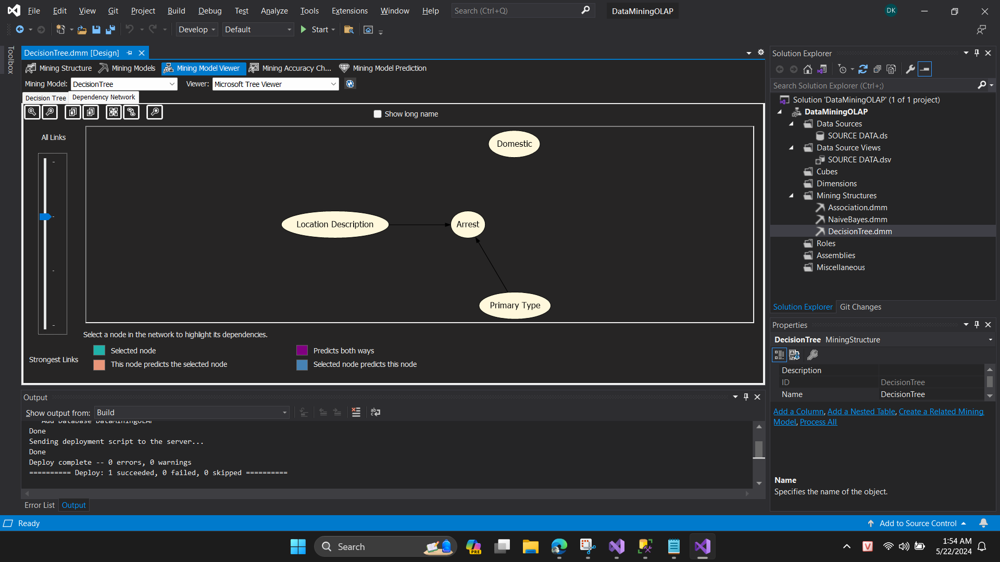 File Edit View Git Project Build Debug Test Analyze Tools Extensions Window Help Search (Ctrl+Q) DataMiningOLAP DK
Develop Default Start
Toolbox
DecisionTree.dmm [Design]
Mining Structure Mining Models Mining Model Viewer Mining Accuracy Ch... Mining Model Prediction
Mining Model: DecisionTree Viewer: Microsoft Tree Viewer
Decision Tree Dependency Network
Show long name
All Links
Domestic
Location Description
Arrest
Primary Type
Select a node in the network to highlight its dependencies.
Strongest Links
Selected node
Predicts both ways
This node predicts the selected node
Selected node predicts this node
Output
Show output from: Build
Add Database DataMiningOLAP
Done
Sending deployment script to the server...
Done
Deploy complete -- 0 errors, 0 warnings
========== Deploy: 1 succeeded, 0 failed, 0 skipped ==========
Error List Output
Solution Explorer
Search Solution Explorer (Ctrl+;)
Solution 'DataMiningOLAP' (1 of 1 project)
DataMiningOLAP
Data Sources
SOURCE DATA.ds
Data Source Views
SOURCE DATA.dsv
Cubes
Dimensions
Mining Structures
Association.dmm
NaiveBayes.dmm
DecisionTree.dmm
Roles
Assemblies
Miscellaneous
Solution Explorer Git Changes
Properties
DecisionTree MiningStructure
Description
ID DecisionTree
Name DecisionTree
Add a Column, Add a Nested Table, Create a Related Mining
Model, Process All
Name
Specifies the name of the object.
Ready
Add to Source Control
Search
PRE
V
1:54 AM
5/22/2024